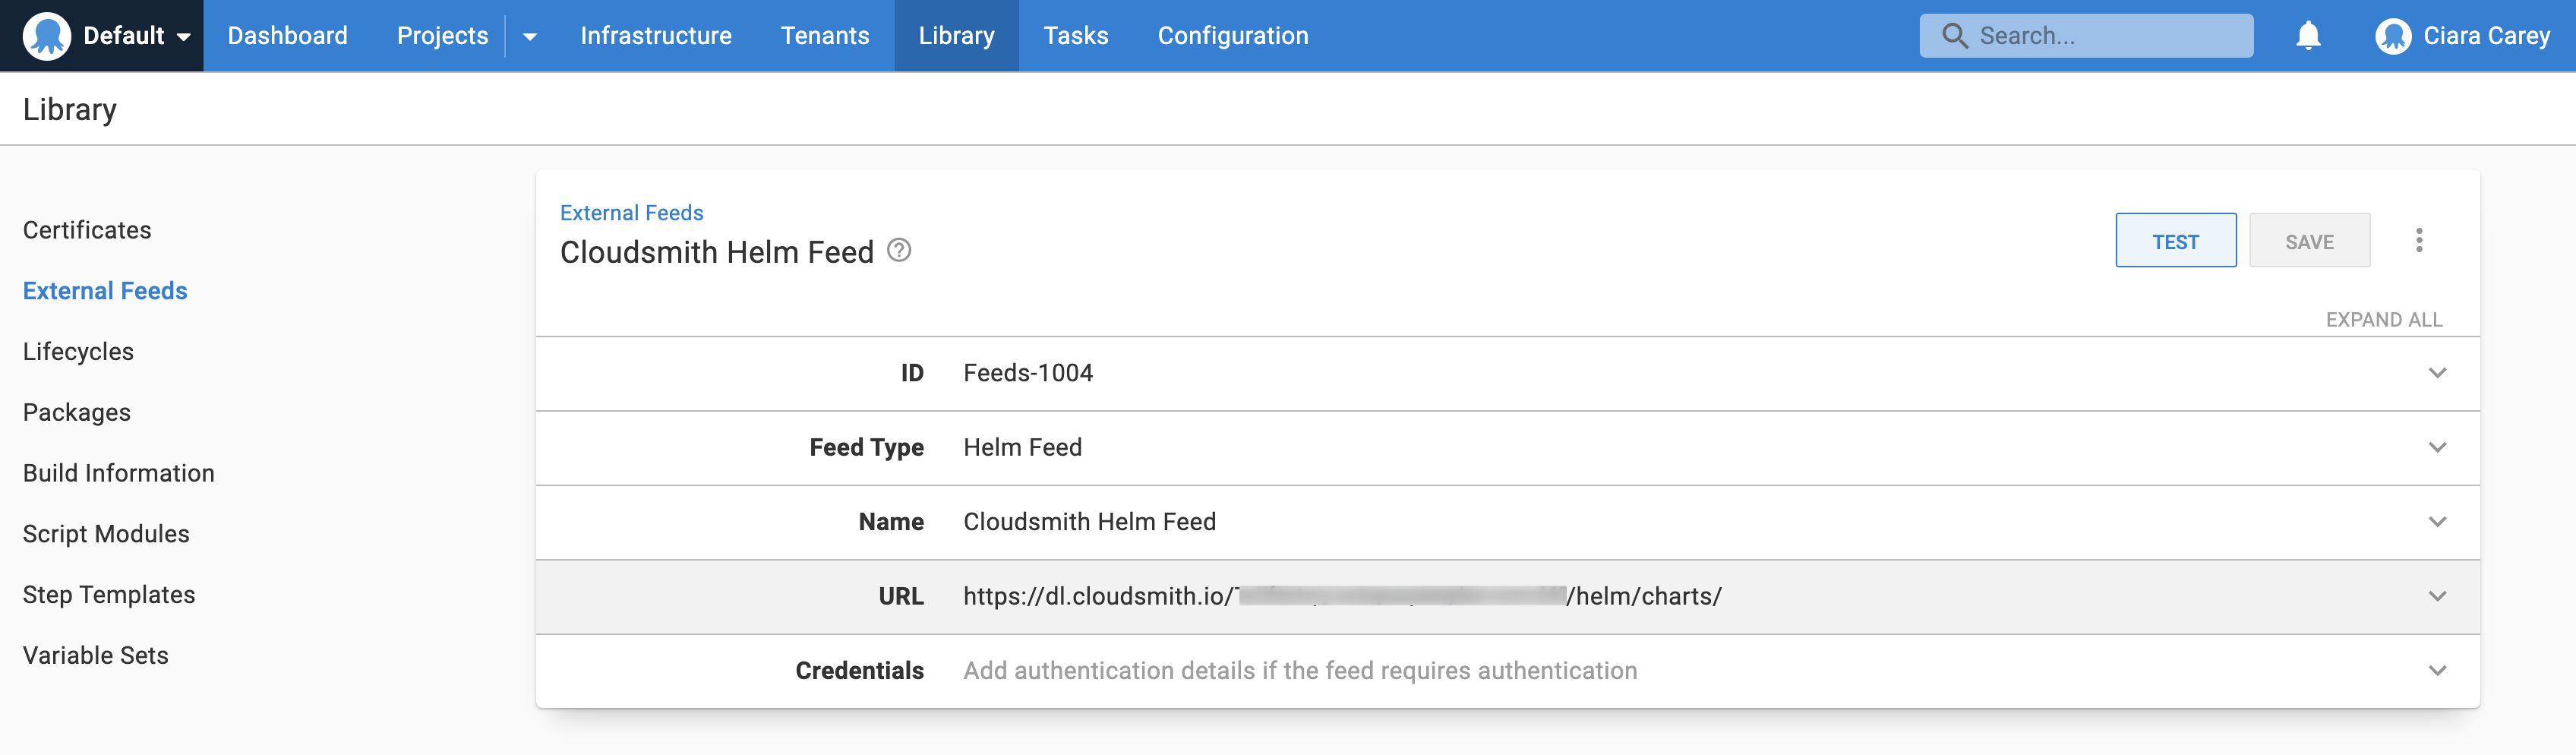 Default Dashboard Projects Infrastructure Tenants Library Tasks Configuration Search... Ciara Carey
Library
Certificates
External Feeds
Lifecycles
Packages
Build Information
Script Modules
Step Templates
Variable Sets
External Feeds
Cloudsmith Helm Feed ?
TEST SAVE
EXPAND ALL
ID Feeds-1004
Feed Type Helm Feed
Name Cloudsmith Helm Feed
URL https://dl.cloudsmith.io/ /helm/charts/
Credentials Add authentication details if the feed requires authentication